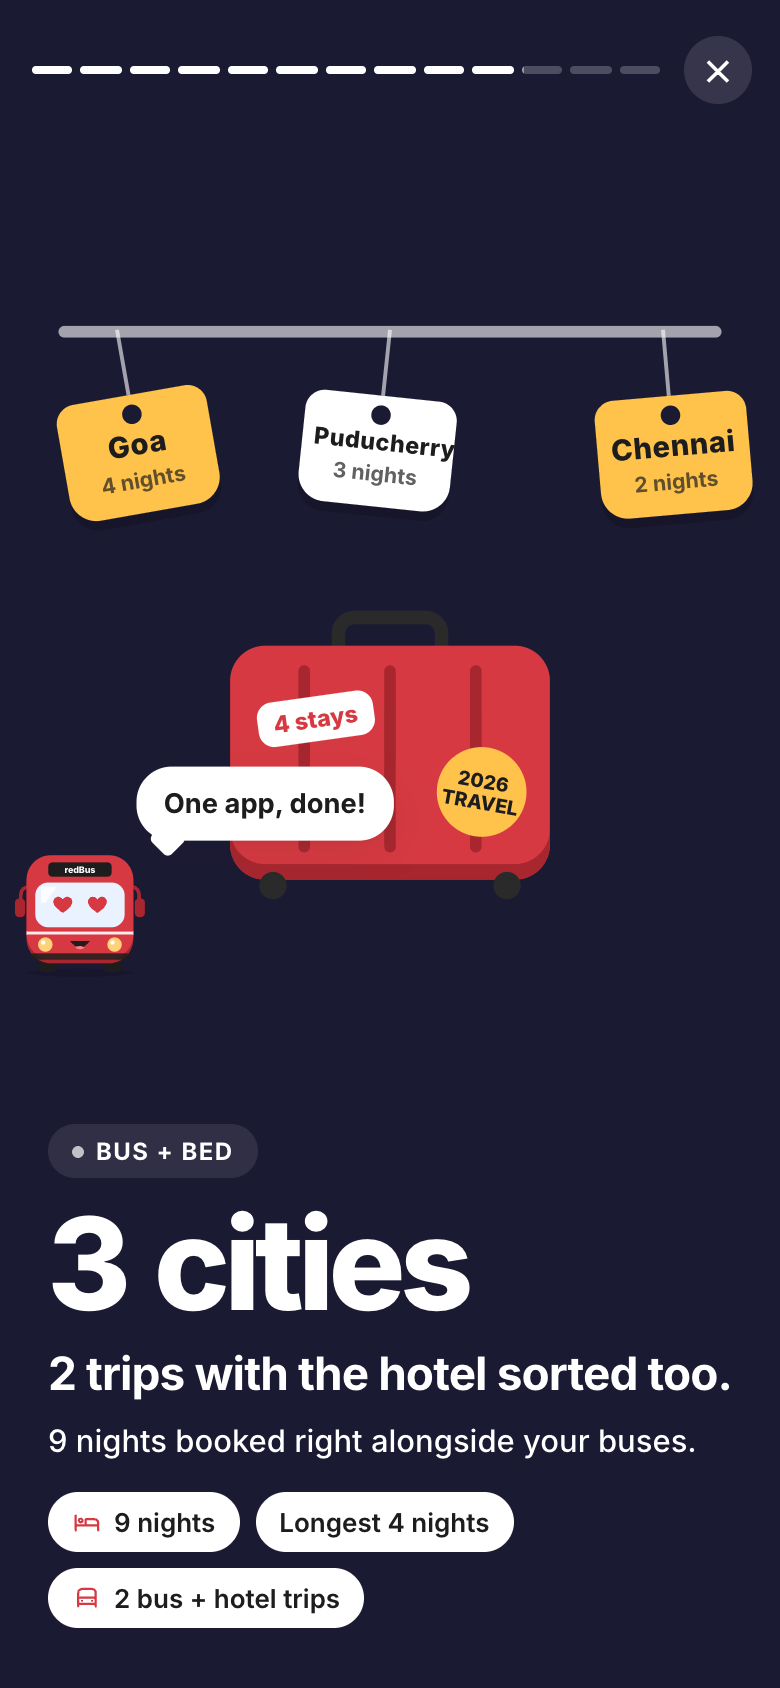 Goa
4 nights
Puducherry
3 nights
Chennai
2 nights
4 stays
2026
TRAVEL
One app, done!
redBus
BUS + BED
3 cities
2 trips with the hotel sorted too.
9 nights booked right alongside your buses.
9 nights
Longest 4 nights
2 bus + hotel trips